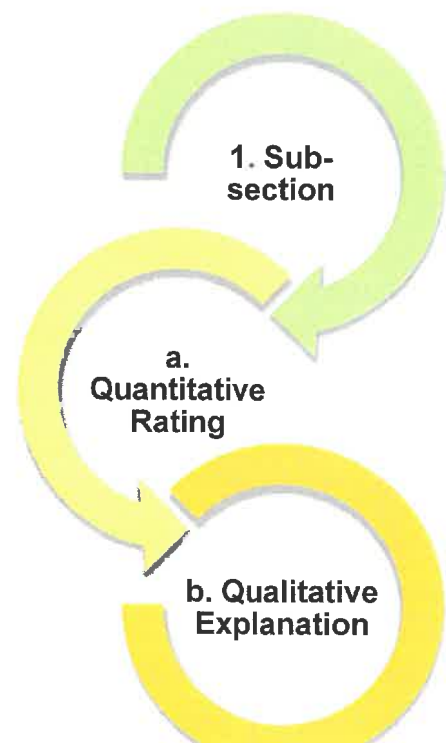 1. Sub-
section
a.
Quantitative
Rating
b. Qualitative
Explanation